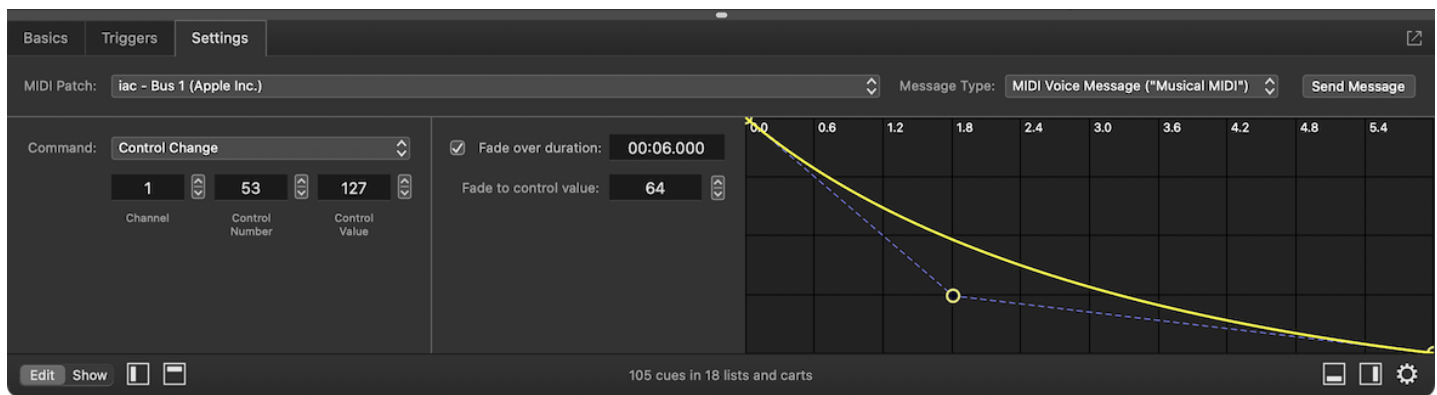 Basics Triggers Settings
MIDI Patch: iac - Bus 1 (Apple Inc.) Message Type: MIDI Voice Message ("Musical MIDI") Send Message
0.0 0.6 1.2 1.8 2.4 3.0 3.6 4.2 4.8 5.4
Command: Control Change Fade over duration: 00:06.000
1 53 127 Fade to control value: 64
Channel Control Number Control Value
Edit Show 105 cues in 18 lists and carts